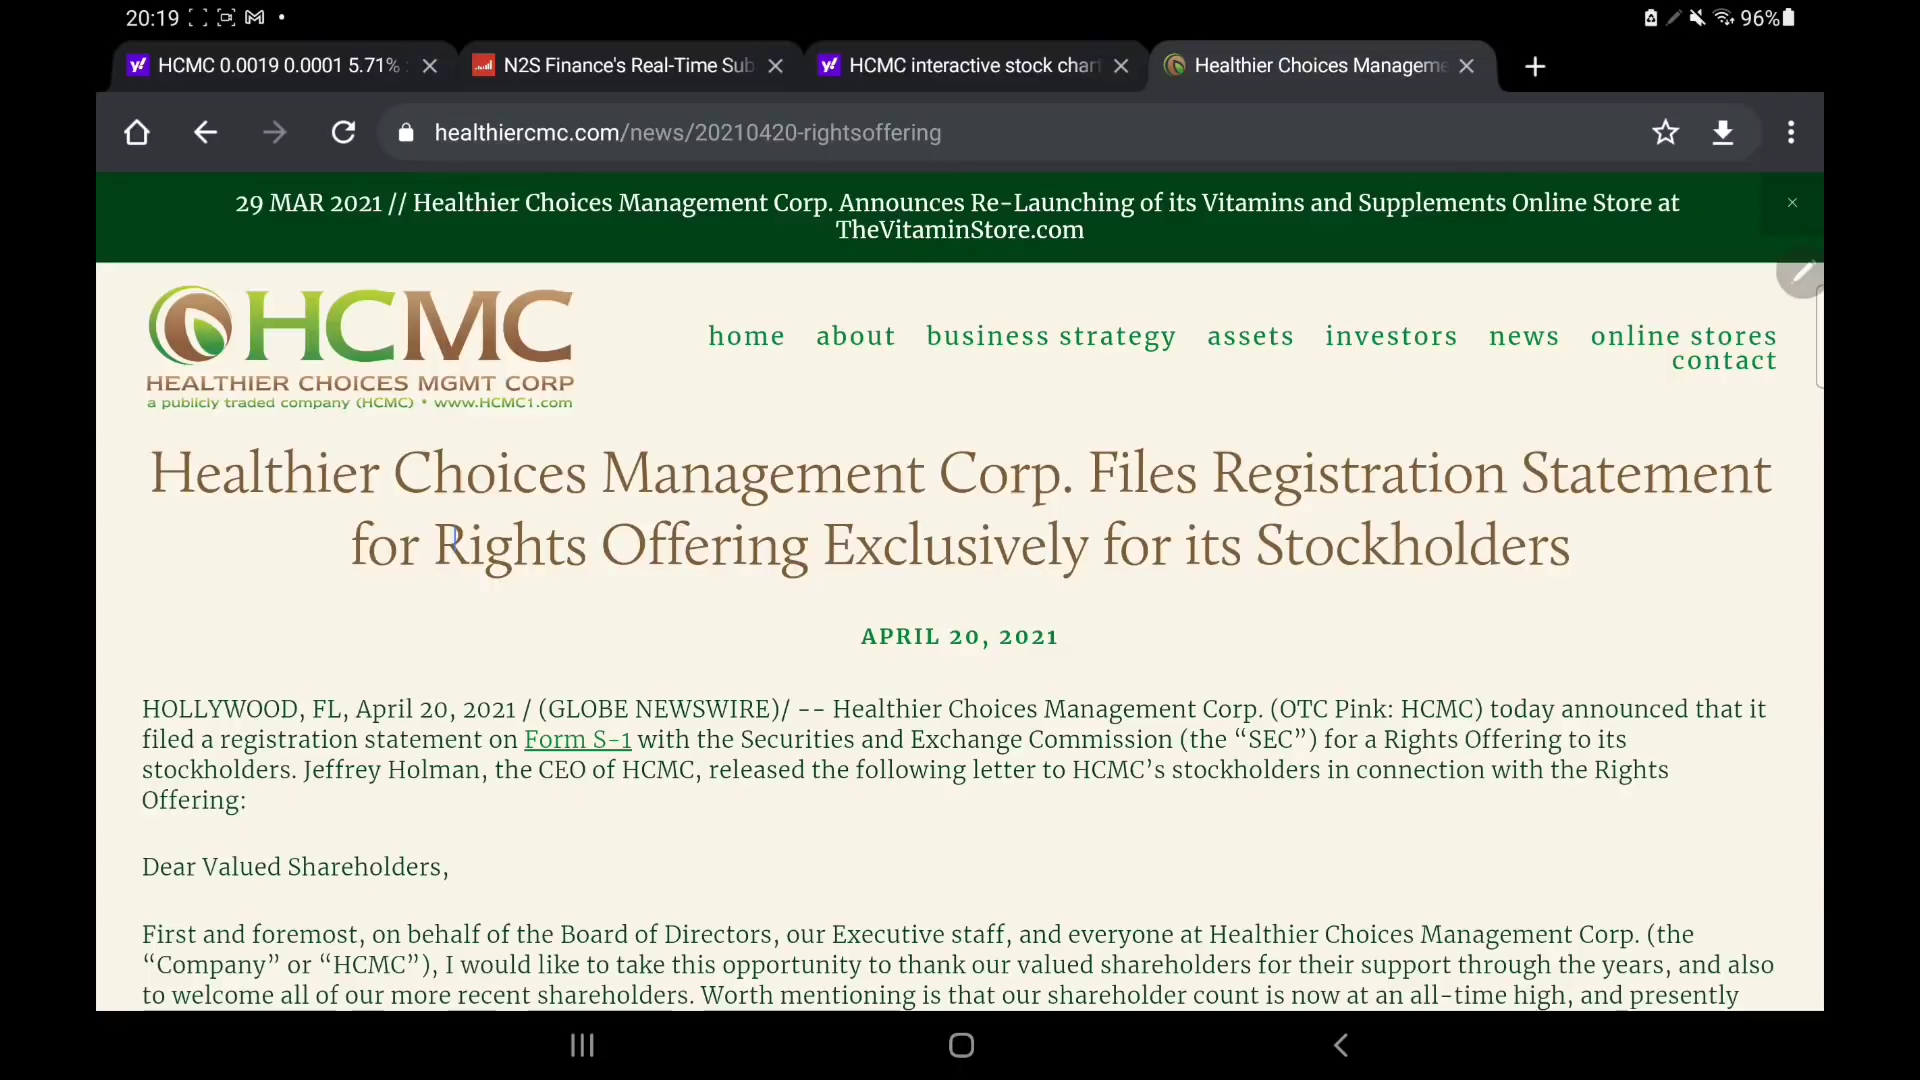 20:19
96%
HCMC 0.0019 0.0001 5.71%
N2S Finance's Real-Time Sub
HCMC interactive stock chart
Healthier Choices Manageme
healthiercmc.com/news/20210420-rightsoffering
29 MAR 2021 // Healthier Choices Management Corp. Announces Re-Launching of its Vitamins and Supplements Online Store at
TheVitaminStore.com
HCMC
HEALTHIER CHOICES MGMT CORP
a publicly traded company (HCMC) • www.HCMC1.com
home about business strategy assets investors news online stores
contact
Healthier Choices Management Corp. Files Registration Statement
for Rights Offering Exclusively for its Stockholders
APRIL 20, 2021
HOLLYWOOD, FL, April 20, 2021 / (GLOBE NEWSWIRE)/ -- Healthier Choices Management Corp. (OTC Pink: HCMC) today announced that it
filed a registration statement on Form S-1 with the Securities and Exchange Commission (the “SEC”) for a Rights Offering to its
stockholders. Jeffrey Holman, the CEO of HCMC, released the following letter to HCMC’s stockholders in connection with the Rights
Offering:
Dear Valued Shareholders,
First and foremost, on behalf of the Board of Directors, our Executive staff, and everyone at Healthier Choices Management Corp. (the
“Company” or “HCMC”), I would like to take this opportunity to thank our valued shareholders for their support through the years, and also
to welcome all of our more recent shareholders. Worth mentioning is that our shareholder count is now at an all-time high, and presently